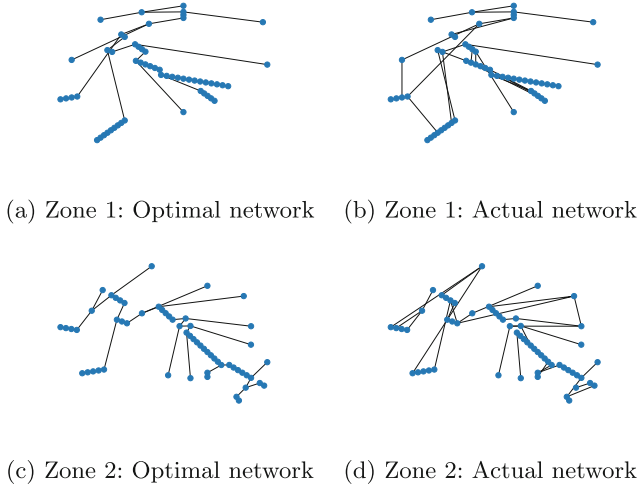 (a) Zone 1: Optimal network
(b) Zone 1: Actual network
(c) Zone 2: Optimal network
(d) Zone 2: Actual network